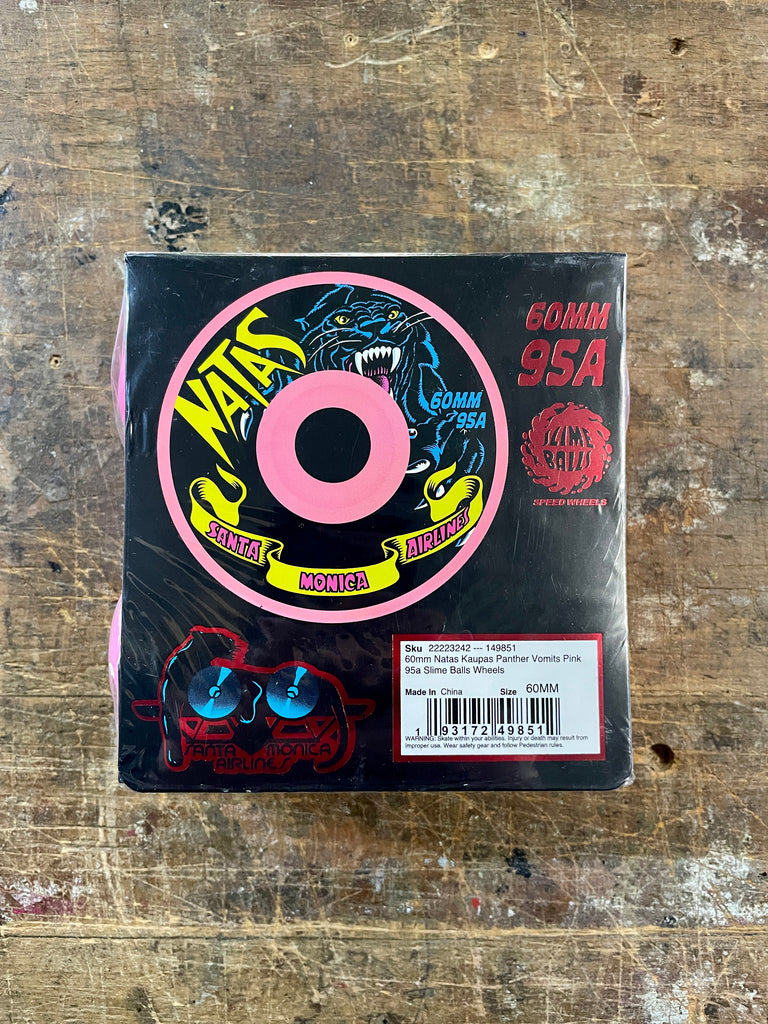 NATAS
60MM
95A
SANTA
MONICA
AIRLINES
60MM
95A
SLIME
BALLS
SPEED WHEELS
SANTA MONICA
AIRLINES
Sku 22223242 --- 149851
60mm Natas Kaupas Panther Vomits Pink
95a Slime Balls Wheels
Made In China Size 60MM
1 93172 49851
WARNING: Skate within your abilities. Injury or death may result from
improper use. Wear safety gear and follow Pedestrian rules.